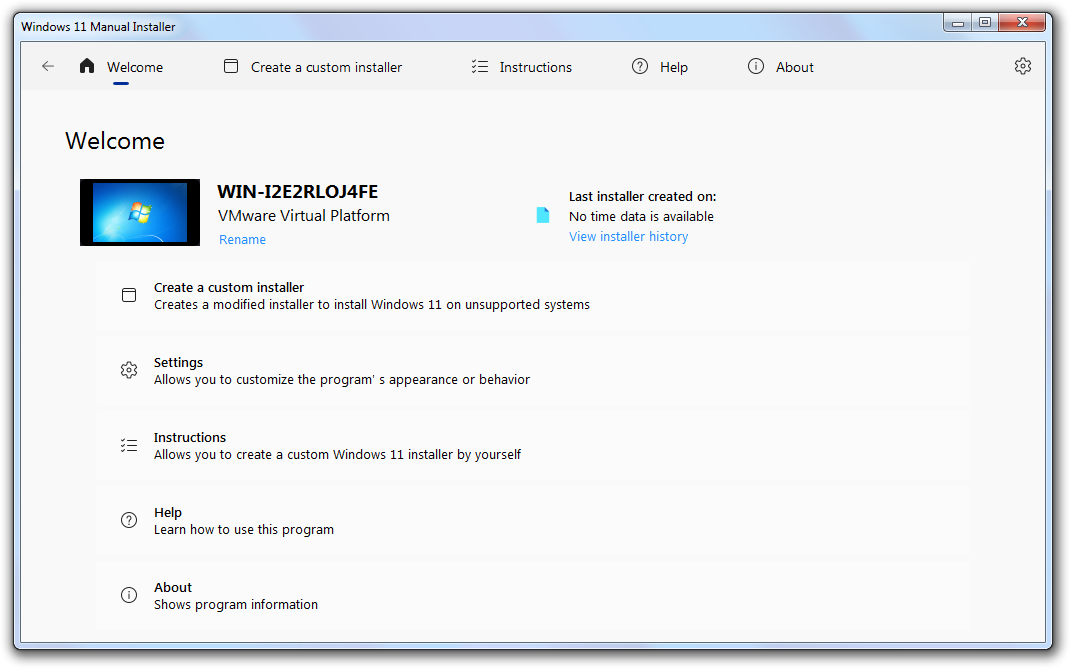 Windows 11 Manual Installer
Welcome
Create a custom installer
Instructions
Help
About
Welcome
WIN-I2E2RLOJ4FE
VMware Virtual Platform
Rename
Last installer created on:
No time data is available
View installer history
Create a custom installer
Creates a modified installer to install Windows 11 on unsupported systems
Settings
Allows you to customize the program' s appearance or behavior
Instructions
Allows you to create a custom Windows 11 installer by yourself
Help
Learn how to use this program
About
Shows program information